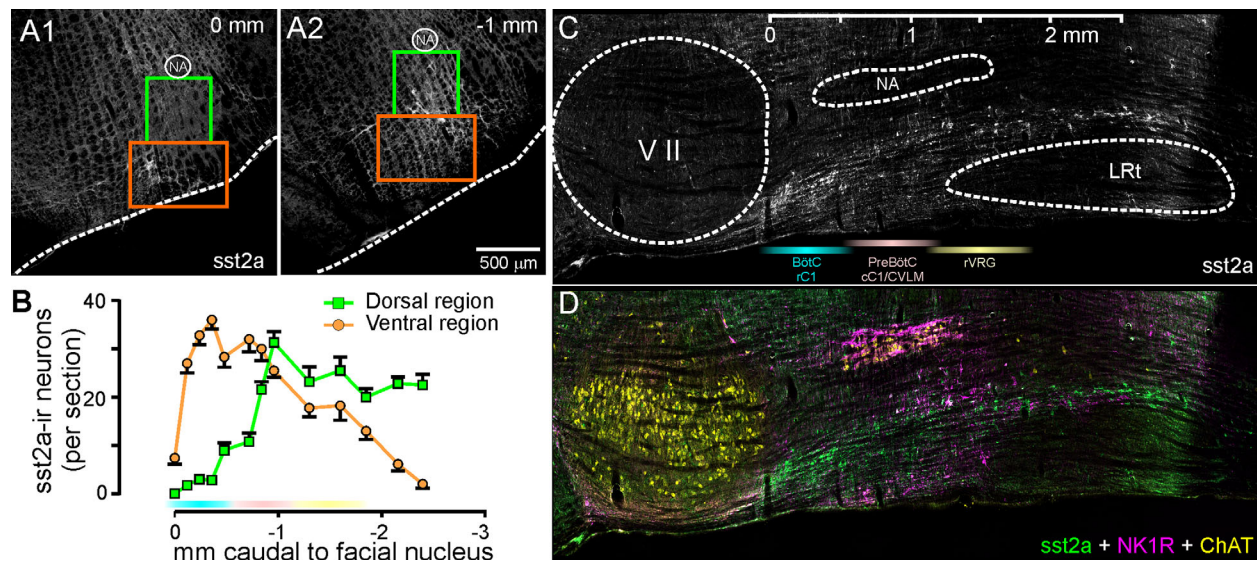 A1
0 mm
NA
sst2a
A2
-1 mm
NA
500 µm
B
Dorsal region
Ventral region
sst2a-ir neurons
(per section)
40
20
0
0
-1
-2
-3
mm caudal to facial nucleus
C
0
2 mm
NA
V II
LRt
BötC
rC1
PreBötC
cC1/CVLM
rVRG
sst2a
D
sst2a + NK1R + ChAT